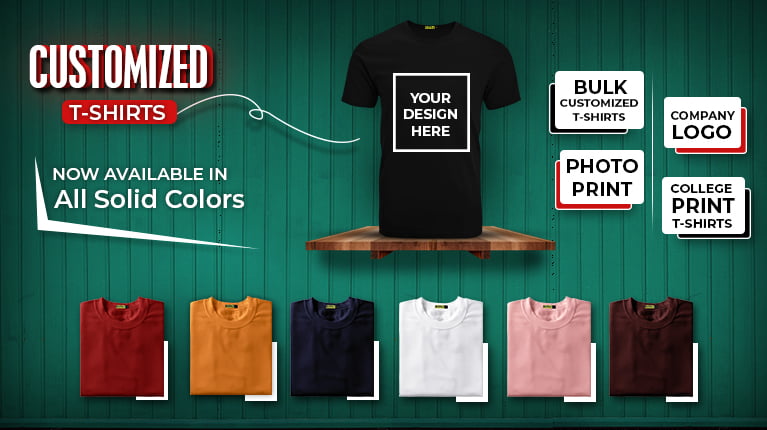 CUSTOMIZED
T-SHIRTS
NOW AVAILABLE IN
All Solid Colors
YOUR
DESIGN
HERE
BULK
CUSTOMIZED
T-SHIRTS
PHOTO
PRINT
COMPANY
LOGO
COLLEGE
PRINT
T-SHIRTS